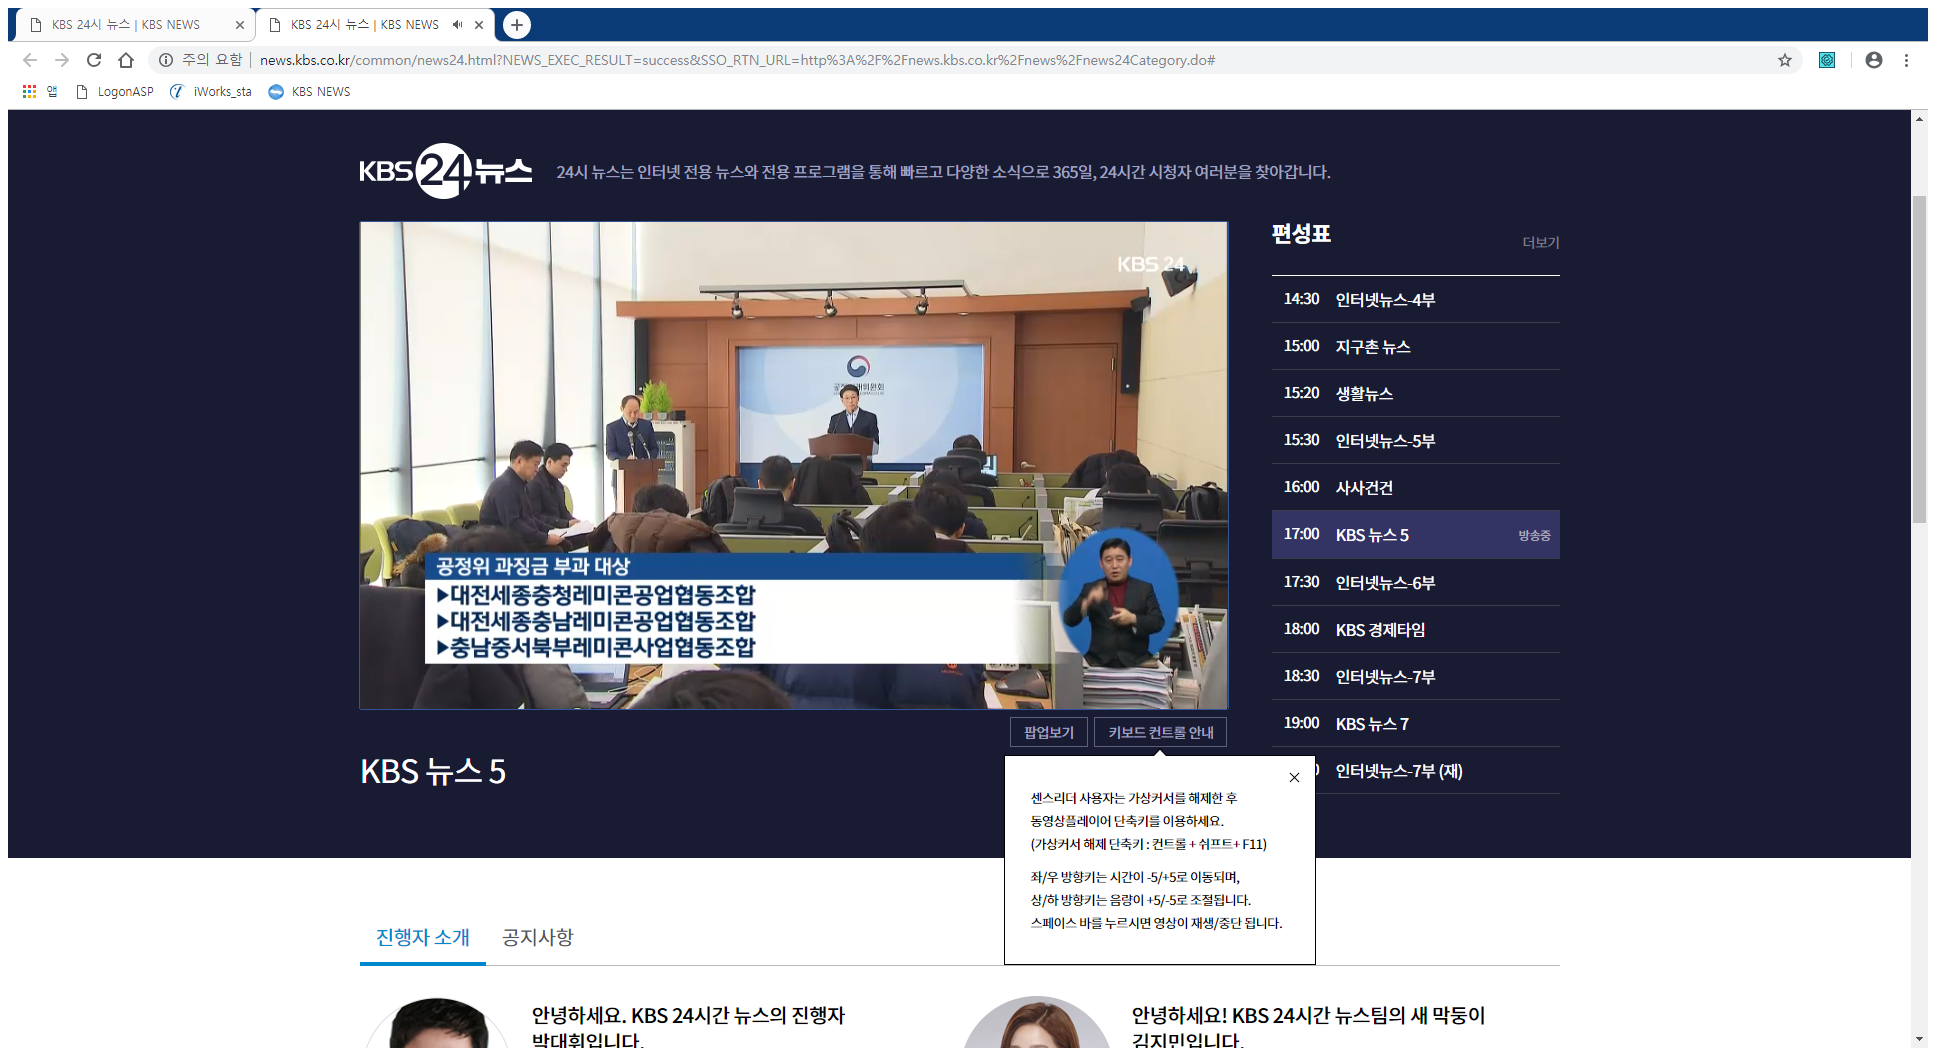 KBS 24시 뉴스 | KBS NEWS
KBS 24시 뉴스 | KBS NEWS
주의 요함
news.kbs.co.kr/common/news24.html?NEWS_EXEC_RESULT=success&SSO_RTN_URL=http%3A%2F%2Fnews.kbs.co.kr%2Fnews%2Fnews24Category.do#
앱
LogonASP
iWorks_sta
KBS NEWS
KBS 24 뉴스
24시 뉴스는 인터넷 전용 뉴스와 전용 프로그램을 통해 빠르고 다양한 소식으로 365일, 24시간 시청자 여러분을 찾아갑니다.
KBS 24
공정위 과징금 부과 대상
▶대전세종충청레미콘공업협동조합
▶대전세종충남레미콘공업협동조합
▶충남중서북부레미콘사업협동조합
팝업보기
키보드 컨트롤 안내
KBS 뉴스 5
센스리더 사용자는 가상커서를 해제한 후
동영상플레이어 단축키를 이용하세요.
(가상커서 해제 단축키 : 컨트롤 + 쉬프트+ F11)
좌/우 방향키는 시간이 -5/+5로 이동되며,
상/하 방향키는 음량이 +5/-5로 조절됩니다.
스페이스 바를 누르시면 영상이 재생/중단 됩니다.
편성표
더보기
14:30 인터넷뉴스-4부
15:00 지구촌 뉴스
15:20 생활뉴스
15:30 인터넷뉴스-5부
16:00 사사건건
17:00 KBS 뉴스 5 방송중
17:30 인터넷뉴스-6부
18:00 KBS 경제타임
18:30 인터넷뉴스-7부
19:00 KBS 뉴스 7
인터넷뉴스-7부 (재)
진행자 소개
공지사항
안녕하세요. KBS 24시간 뉴스의 진행자
박대휘입니다.
안녕하세요! KBS 24시간 뉴스팀의 새 막둥이
김지민입니다.